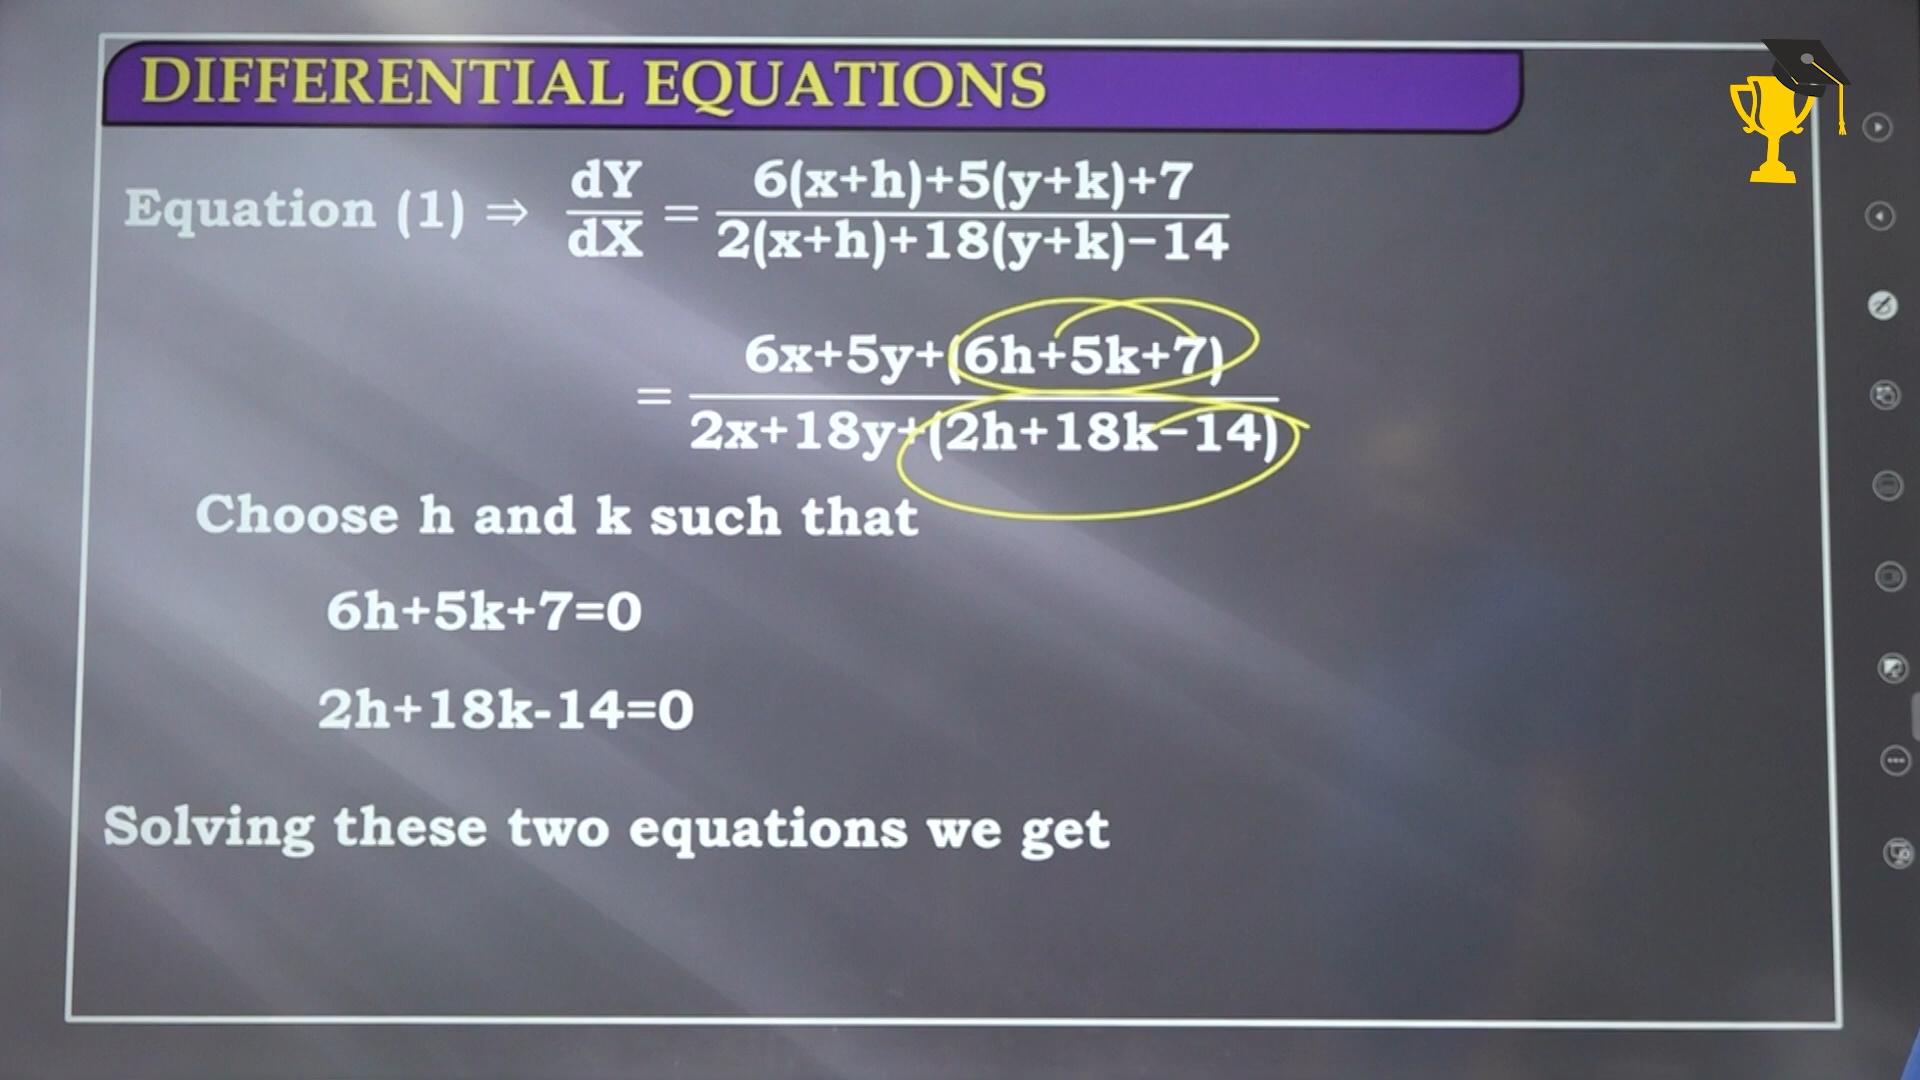 DIFFERENTIAL EQUATIONS
Equation (1) ⇒ dY/dX = 6(x+h)+5(y+k)+7 / 2(x+h)+18(y+k)−14
= 6x+5y+(6h+5k+7) / 2x+18y+(2h+18k−14)
Choose h and k such that
6h+5k+7=0
2h+18k-14=0
Solving these two equations we get